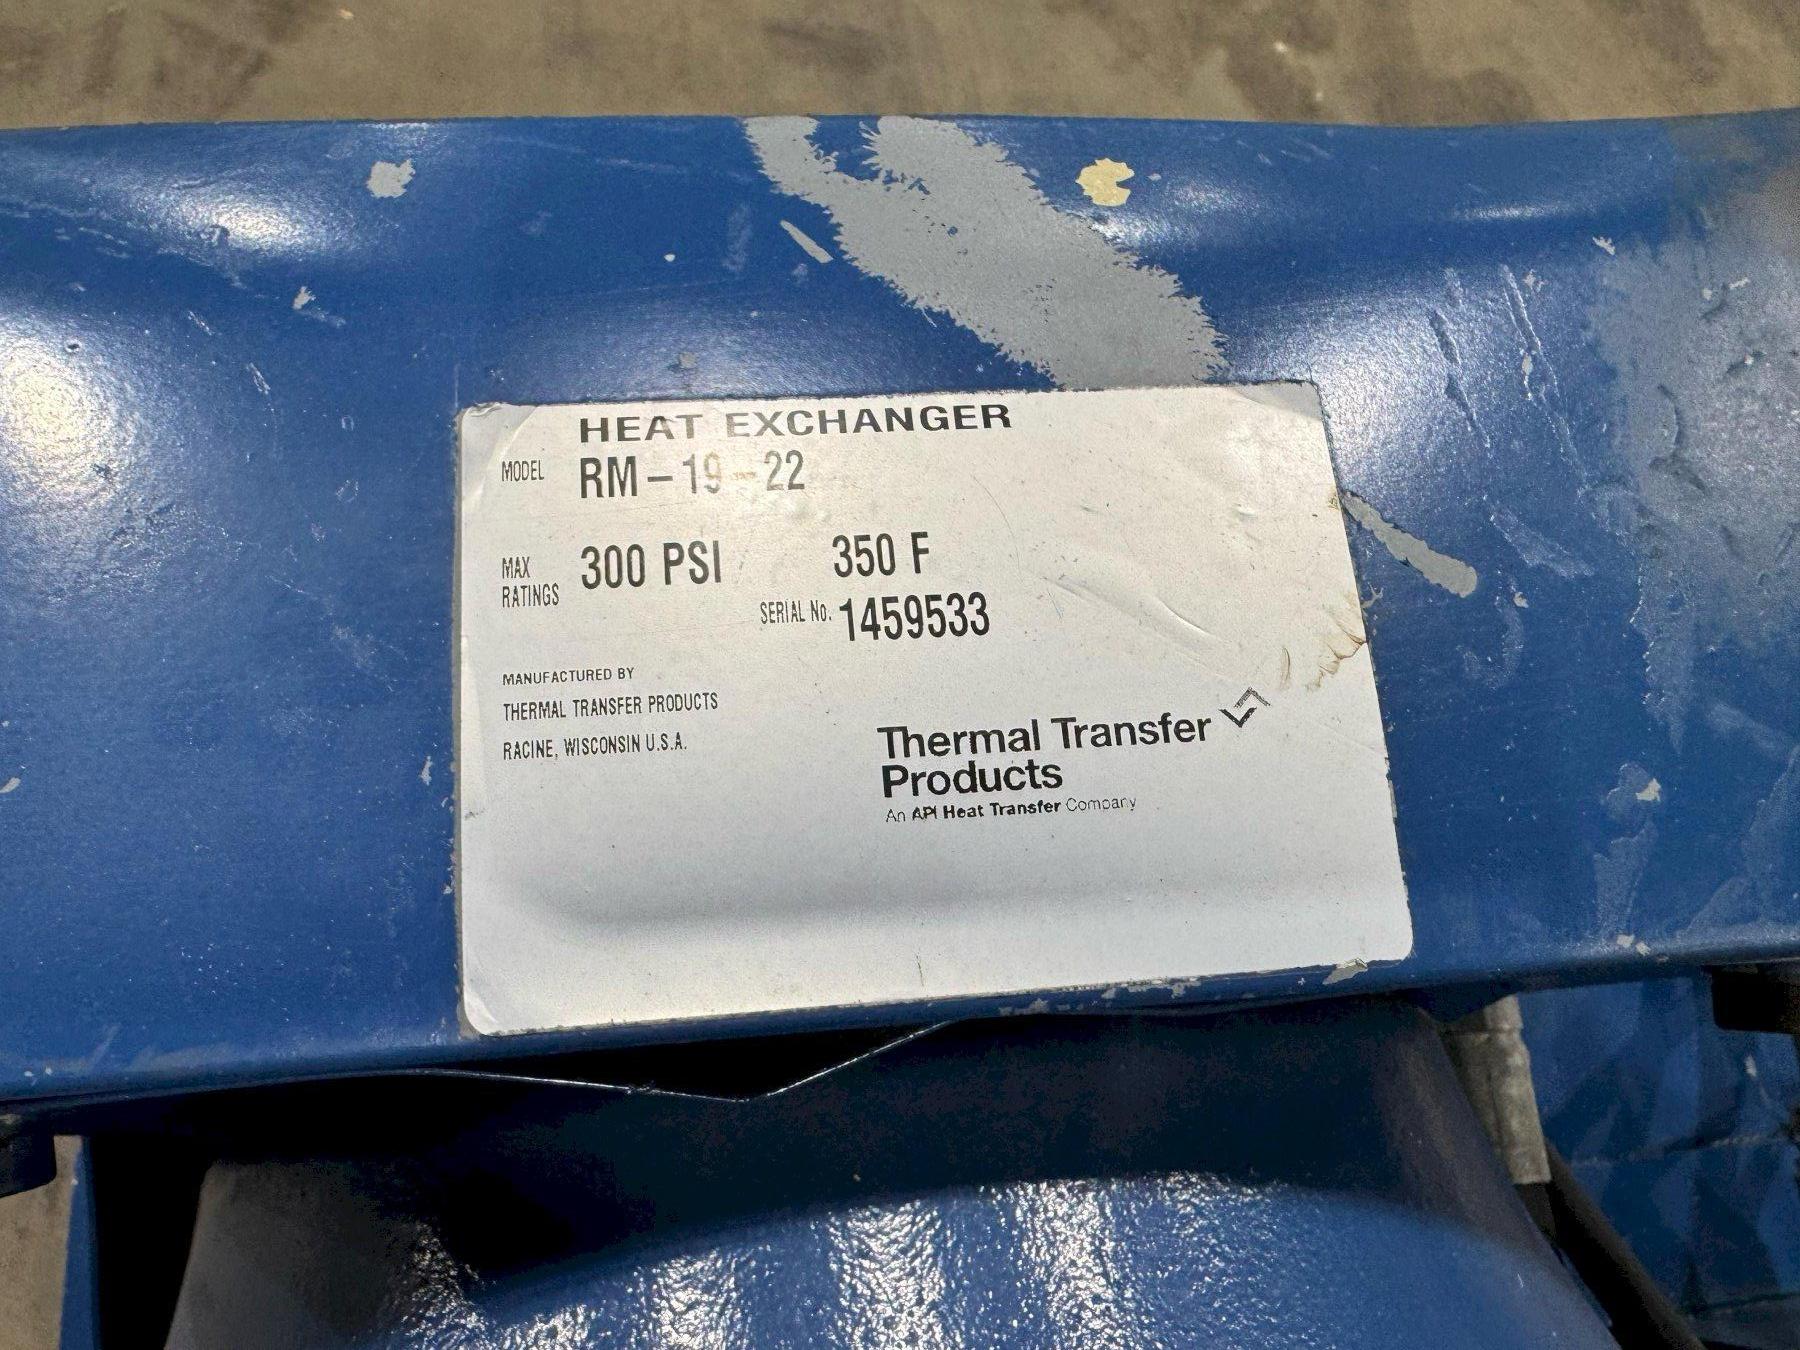 HEAT EXCHANGER
MODEL RM-19-22
MAX RATINGS 300 PSI 350 F
SERIAL No. 1459533
MANUFACTURED BY
THERMAL TRANSFER PRODUCTS
RACINE, WISCONSIN U.S.A.
Thermal Transfer
Products
An API Heat Transfer Company